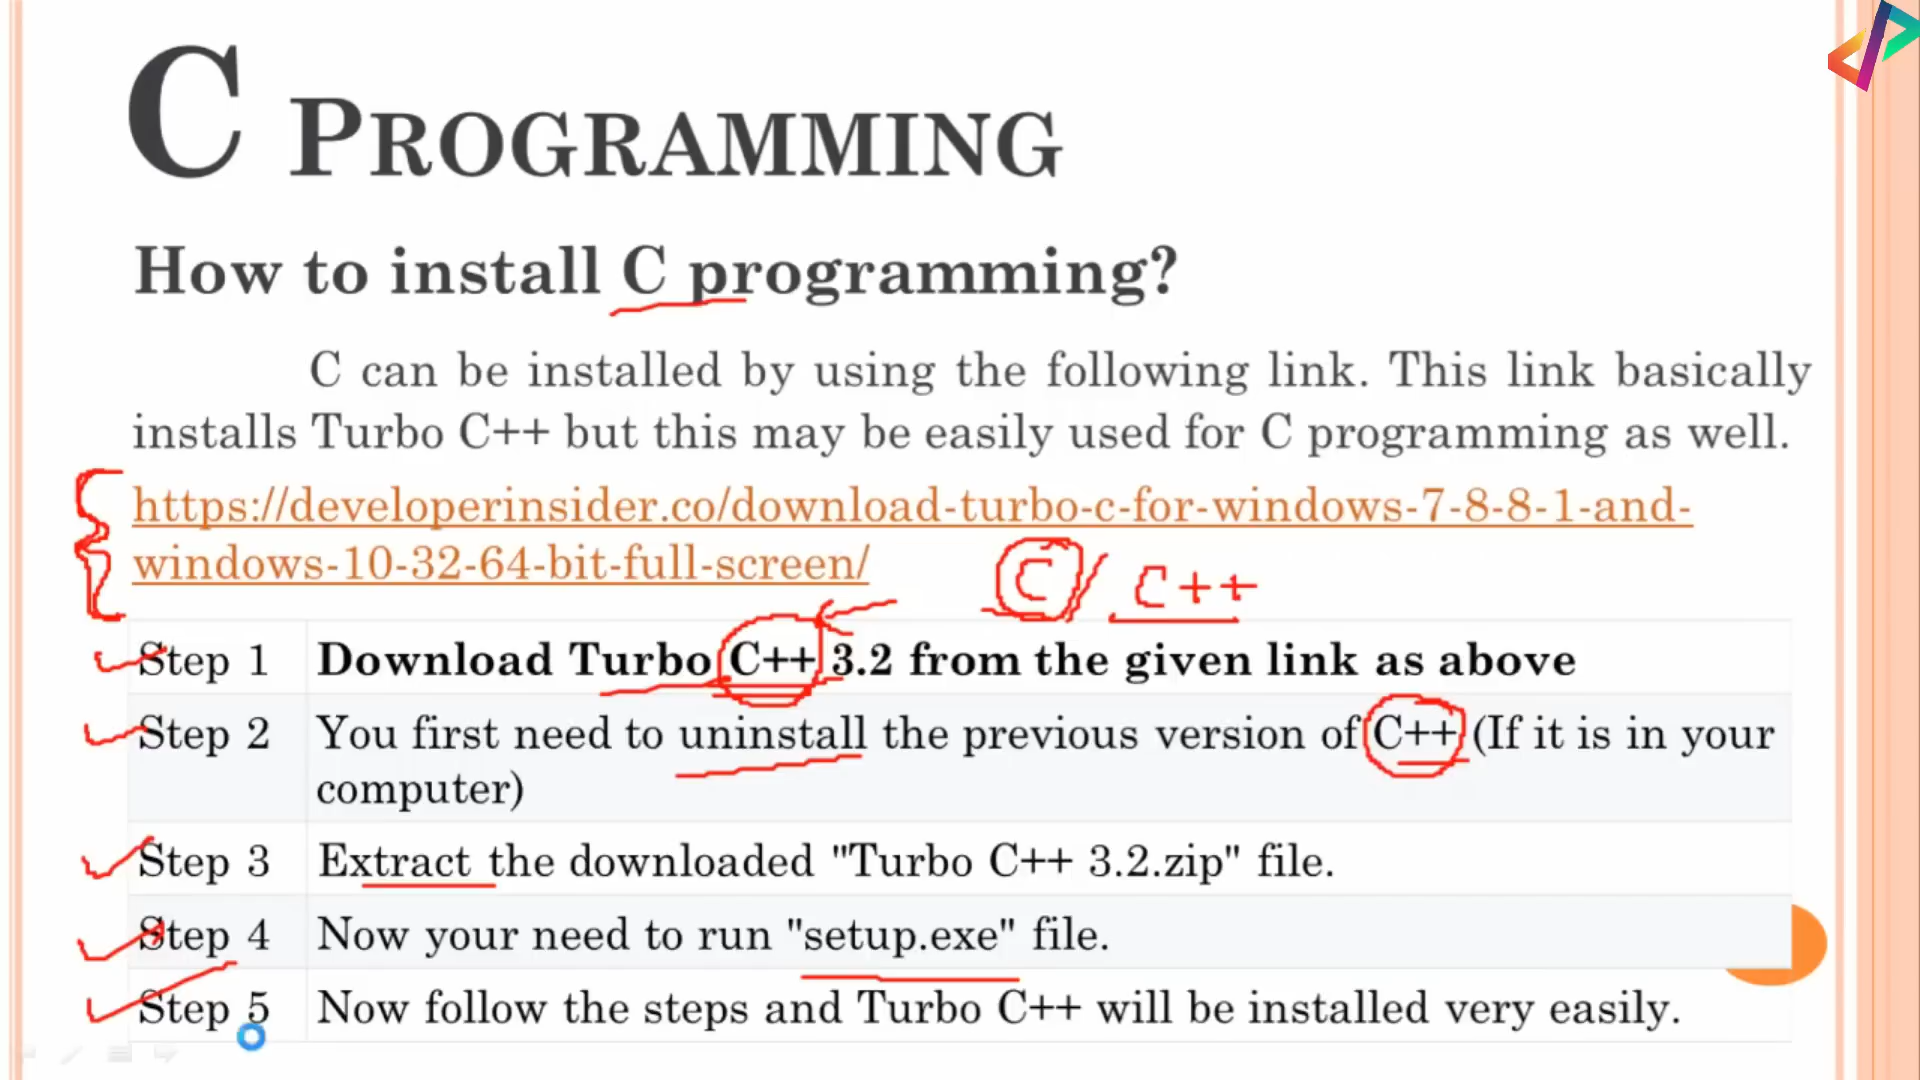 C PROGRAMMING
How to install C programming?
C can be installed by using the following link. This link basically
installs Turbo C++ but this may be easily used for C programming as well.
https://developerinsider.co/download-turbo-c-for-windows-7-8-8-1-and-
windows-10-32-64-bit-full-screen/
C/ C++
Step 1 Download Turbo C++ 3.2 from the given link as above
Step 2 You first need to uninstall the previous version of C++ (If it is in your
computer)
Step 3 Extract the downloaded "Turbo C++ 3.2.zip" file.
Step 4 Now your need to run "setup.exe" file.
Step 5 Now follow the steps and Turbo C++ will be installed very easily.